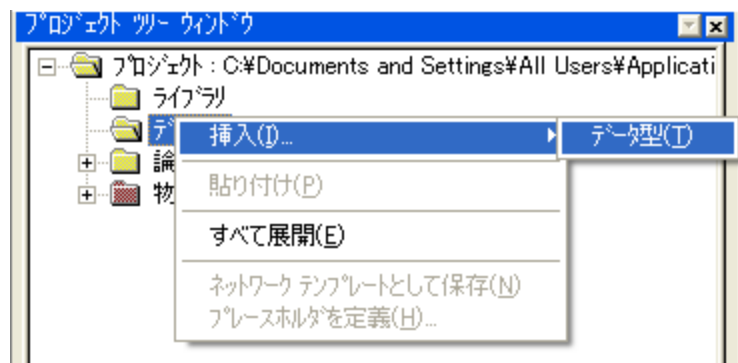 ﾌﾟﾛｼﾞｪｸﾄ ﾂﾘｰ ｳｨﾝﾄﾞｳ
ﾌﾟﾛｼﾞｪｸﾄ : C:¥Documents and Settings¥All Users¥Applicati
ﾗｲﾌﾞﾗﾘ
ﾃﾞ
挿入(I)...
ﾃﾞｰﾀ型(T)
論
貼り付け(P)
物
すべて展開(E)
ﾈｯﾄﾜｰｸ ﾃﾝﾌﾟﾚｰﾄとして保存(N)
ﾌﾟﾚｰｽﾎﾙﾀﾞを定義(H)...